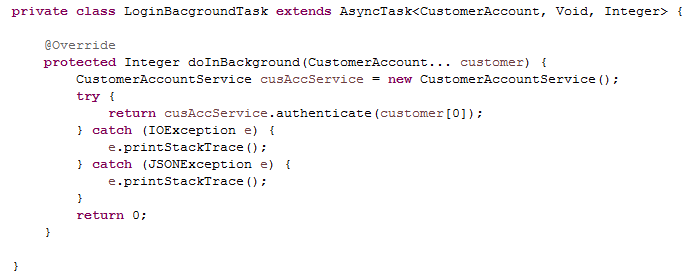 private class LoginBacgroundTask extends AsyncTask<CustomerAccount, Void, Integer> {
@Override
protected Integer doInBackground(CustomerAccount... customer) {
CustomerAccountService cusAccService = new CustomerAccountService();
try {
return cusAccService.authenticate(customer[0]);
} catch (IOException e) {
e.printStackTrace();
} catch (JSONException e) {
e.printStackTrace();
}
return 0;
}
}